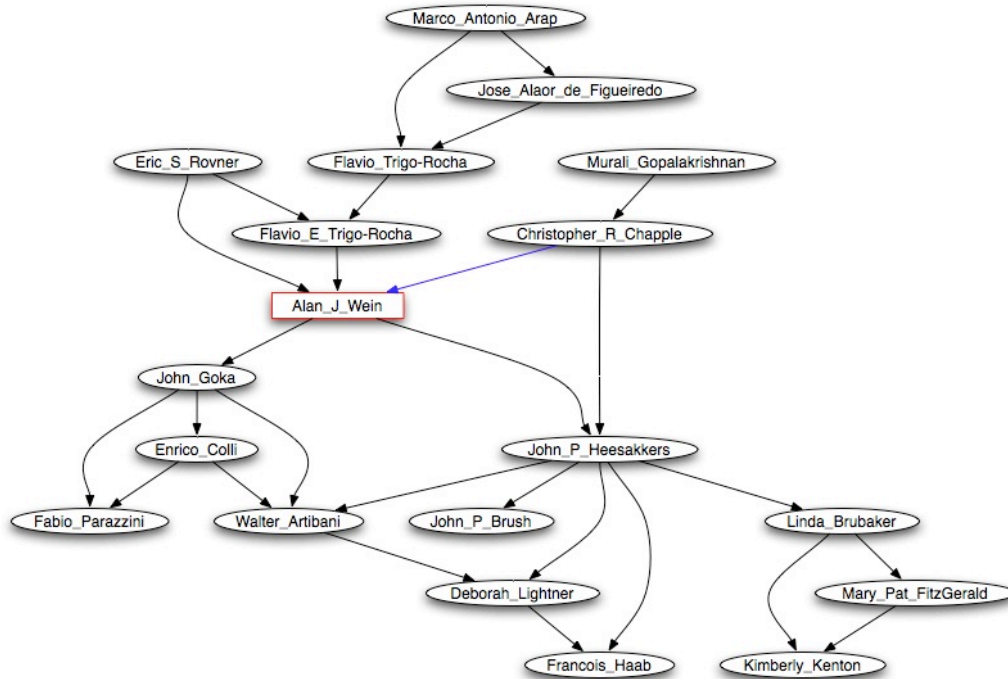 Marco_Antonio_Arap
Jose_Alaor_de_Figueiredo
Eric_S_Rovner
Flavio_Trigo-Rocha
Murali_Gopalakrishnan
Flavio_E_Trigo-Rocha
Christopher_R_Chapple
Alan_J_Wein
John_Goka
Enrico_Colli
John_P_Heesakkers
Fabio_Parazzini
Walter_Artibani
John_P_Brush
Linda_Brubaker
Deborah_Lightner
Mary_Pat_FitzGerald
Francois_Haab
Kimberly_Kenton